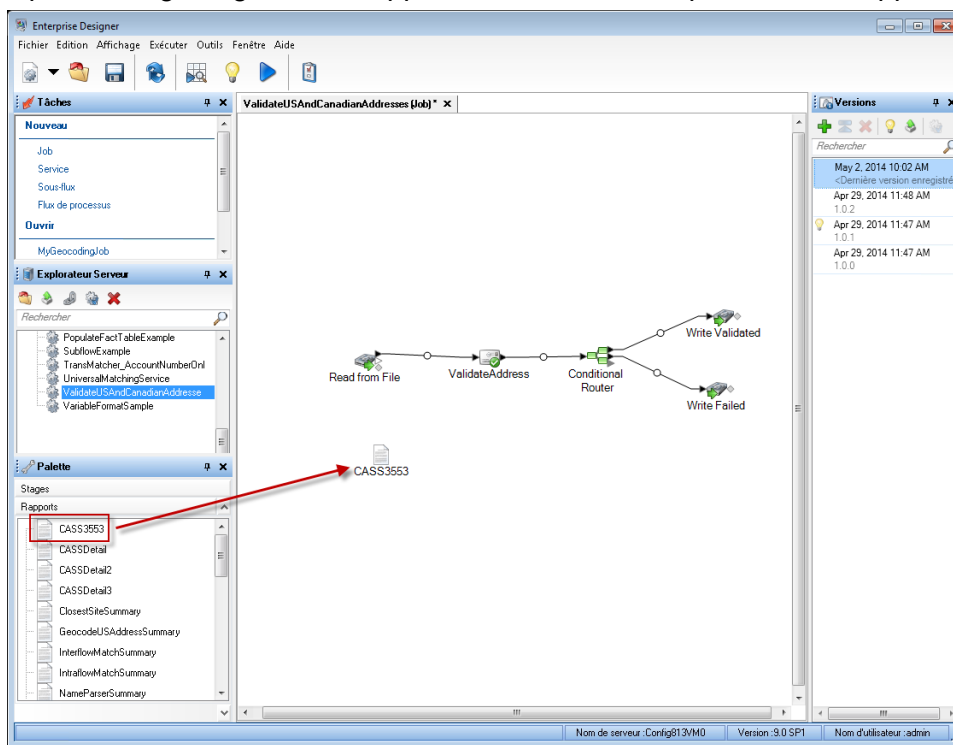 Enterprise Designer
Fichier Edition Affichage Exécuter Outils Fenêtre Aide
Tâches
Nouveau
Job
Service
Sous-flux
Flux de processus
Ouvrir
MyGeocodingJob
Explorateur Serveur
Rechercher
PopulateFactTableExample
SubflowExample
TransMatcher_AccountNumberOnl
UniversalMatchingService
ValidateUSAndCanadianAddresse
VariableFormatSample
Palette
Stages
Rapports
CASS3553
CASSDetail
CASSDetail2
CASSDetail3
ClosestSiteSummary
GeocodeUSAddressSummary
InterflowMatchSummary
IntraflowMatchSummary
NameParserSummary
ValidateUSAndCanadianAddresses (Job) *
Read from File
ValidateAddress
Conditional
Router
Write Validated
Write Failed
CASS3553
Versions
Rechercher
May 2, 2014 10:02 AM
<Dernière version enregistré
Apr 29, 2014 11:48 AM
1.0.2
Apr 29, 2014 11:47 AM
1.0.1
Apr 29, 2014 11:47 AM
1.0.0
Nom de serveur :Config813VM0 Version :9.0 SP1 Nom d'utilisateur :admin